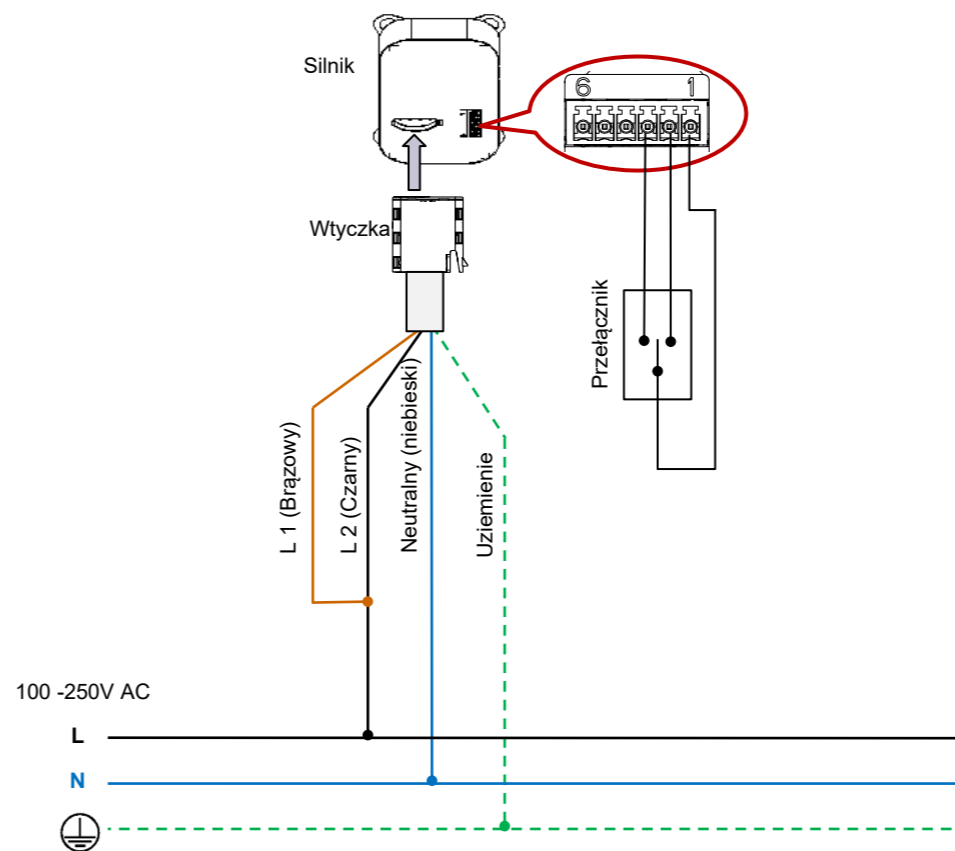 Silnik
6 1
Wtyczka
Przełącznik
L 1 (Brązowy)
L 2 (Czarny)
Neutralny (niebieski)
Uziemienie
100 -250V AC
L
N